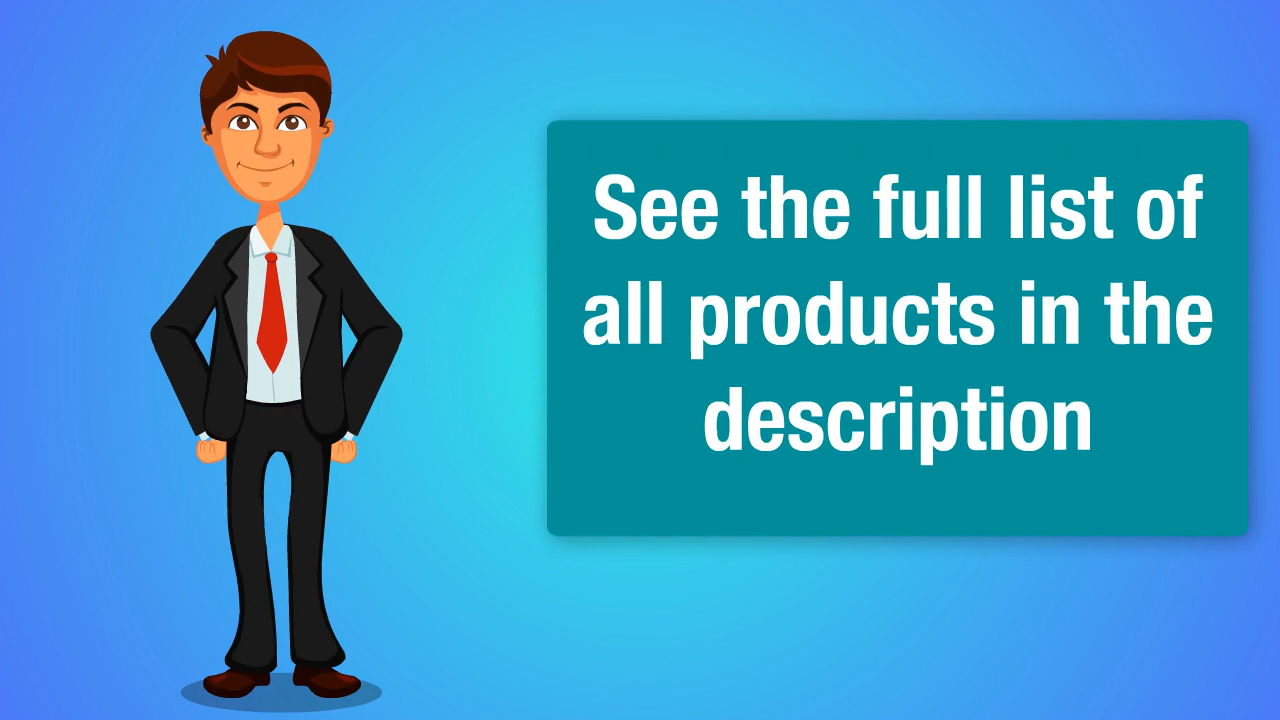 See the full list of
all products in the
description